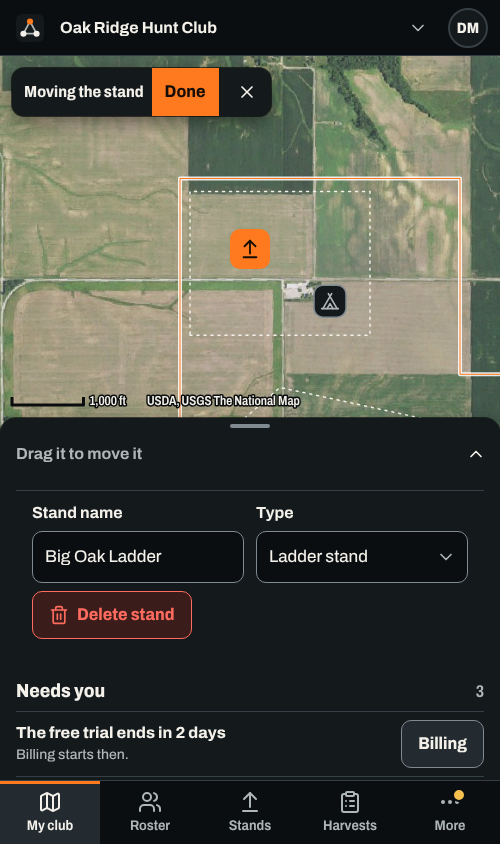 Oak Ridge Hunt Club
DM
Moving the stand
Done
1,000 ft
USDA, USGS The National Map
Drag it to move it
Stand name
Type
Big Oak Ladder
Ladder stand
Delete stand
Needs you
3
The free trial ends in 2 days
Billing starts then.
Billing
My club
Roster
Stands
Harvests
More